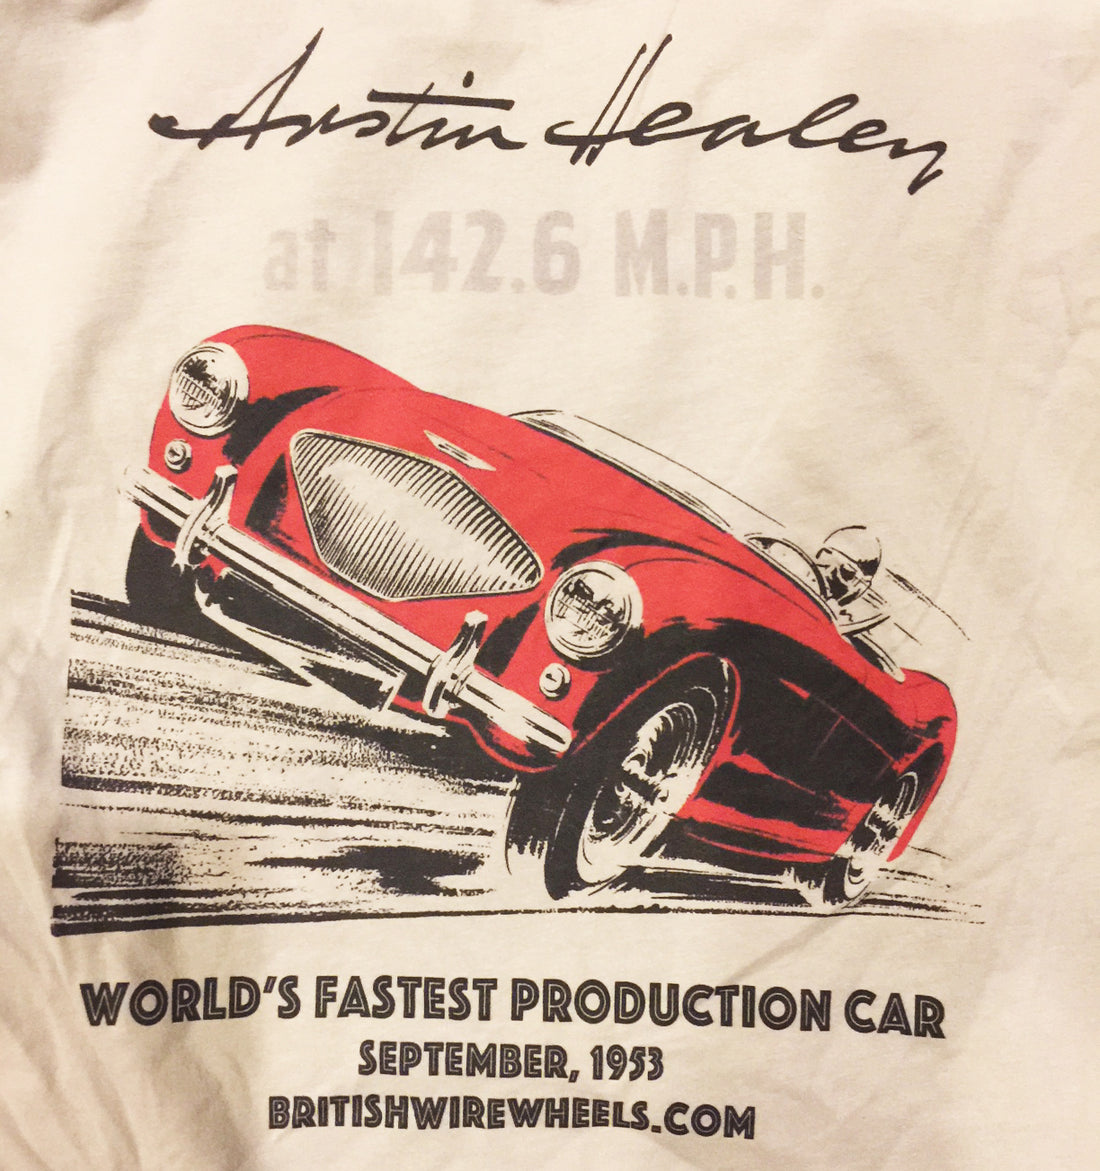 Austin Healey
at 142.6 M.P.H.
WORLD'S FASTEST PRODUCTION CAR
SEPTEMBER, 1953
BRITISHWIREWHEELS.COM